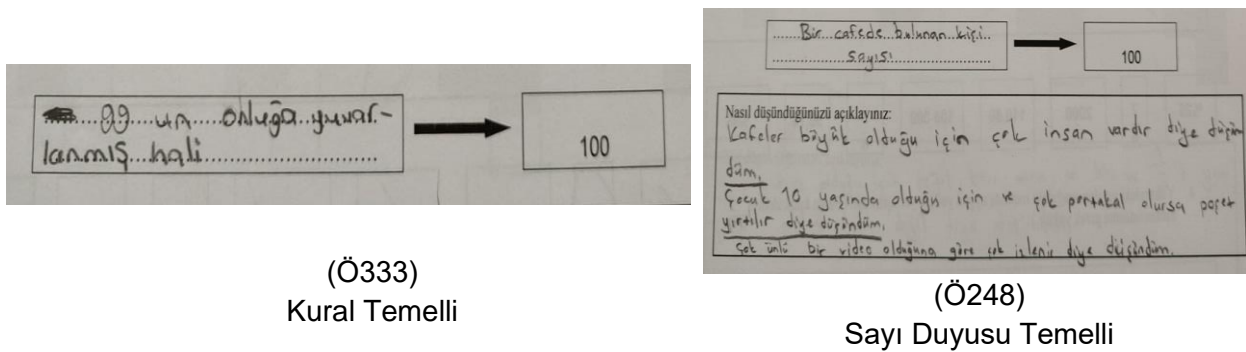 99 un onluğa yuvar-
lanmış hali
100
(Ö333)
Kural Temelli
Bir cafede bulunan kişi
sayısı
100
Nasıl düşündüğünüzü açıklayınız:
Kafeler büyük olduğu için çok insan vardır diye düşün
düm.
Çocuk 10 yaşında olduğu için ve çok portakal olursa poşet
yırtılır diye düşündüm.
Çok ünlü bir video olduğuna göre çok izlenir diye düşündüm.
(Ö248)
Sayı Duyusu Temelli